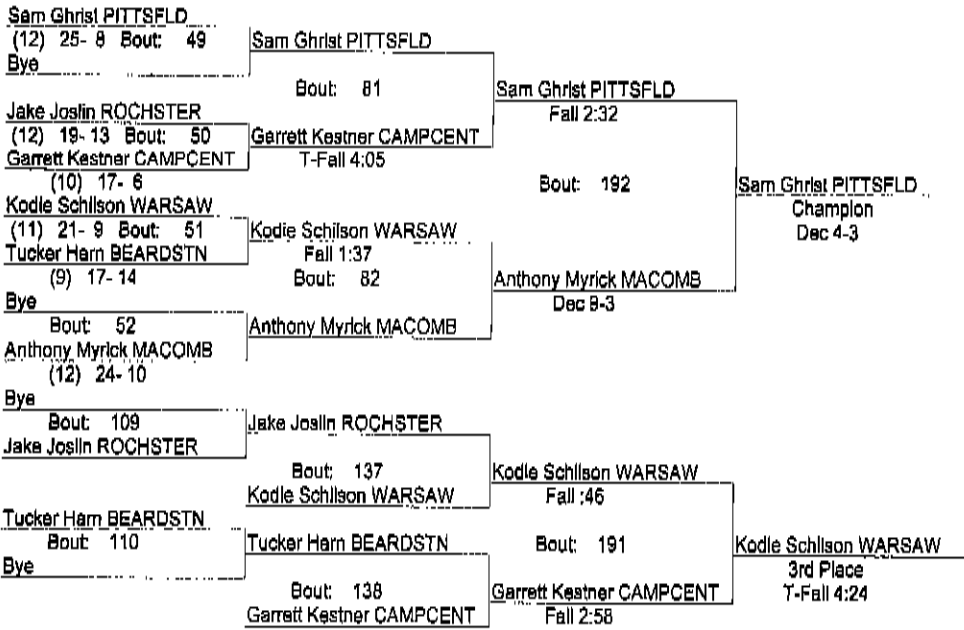 Sam Ghrist PITTSFLD
(12) 25- 8 Bout: 49
Bye
Sam Ghrist PITTSFLD
Bout: 81
Jake Joslin ROCHSTER
(12) 19- 13 Bout: 50
Garrett Kestner CAMPCENT
(10) 17- 6
Garrett Kestner CAMPCENT
T-Fall 4:05
Sam Ghrist PITTSFLD
Fall 2:32
Bout: 192
Kodie Schilson WARSAW
(11) 21- 9 Bout: 51
Tucker Harn BEARDSTN
(9) 17- 14
Kodie Schilson WARSAW
Fall 1:37
Bout: 82
Bye
Bout: 52
Anthony Myrick MACOMB
(12) 24- 10
Anthony Myrick MACOMB
Anthony Myrick MACOMB
Dec 9-3
Sam Ghrist PITTSFLD
Champion
Dec 4-3
Bye
Bout: 109
Jake Joslin ROCHSTER
Jake Joslin ROCHSTER
Bout: 137
Kodie Schilson WARSAW
Kodie Schilson WARSAW
Fall :46
Bout: 191
Tucker Harn BEARDSTN
Bout: 110
Bye
Tucker Harn BEARDSTN
Bout: 138
Garrett Kestner CAMPCENT
Garrett Kestner CAMPCENT
Fall 2:58
Kodie Schilson WARSAW
3rd Place
T-Fall 4:24